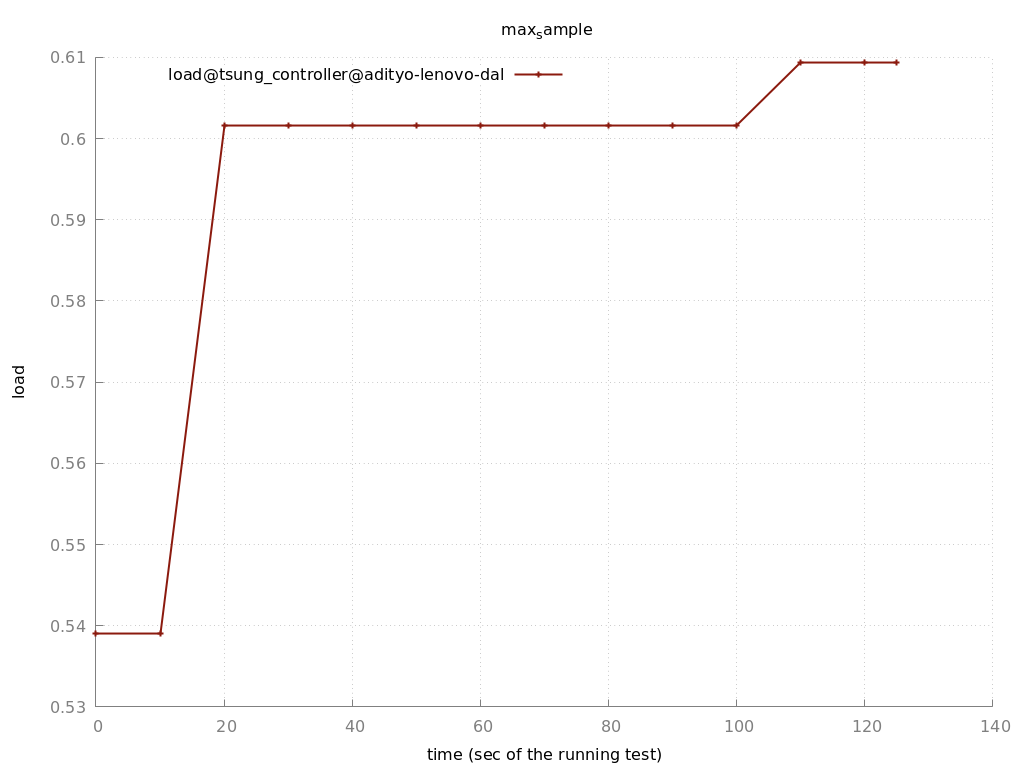 max_sample
load@tsung_controller@adityo-lenovo-dal
0.61
0.6
0.59
0.58
0.57
0.56
0.55
0.54
0.53
load
0 20 40 60 80 100 120 140
time (sec of the running test)